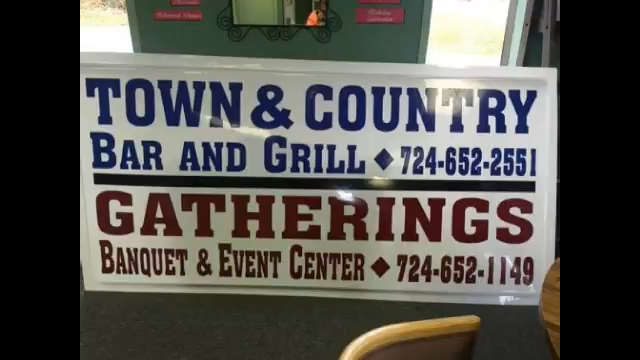 TOWN & COUNTRY
BAR AND GRILL ◆ 724-652-2551
GATHERINGS
BANQUET & EVENT CENTER ◆ 724-652-1149